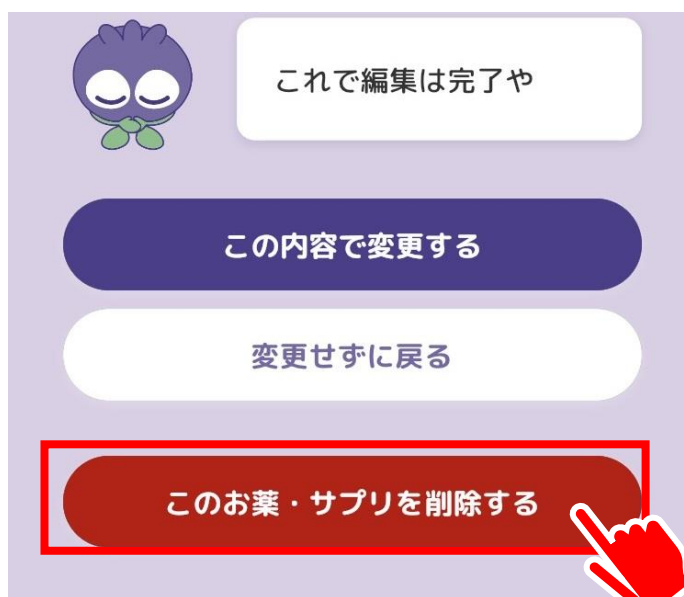 これで編集は完了や
この内容で変更する
変更せずに戻る
このお薬・サプリを削除する